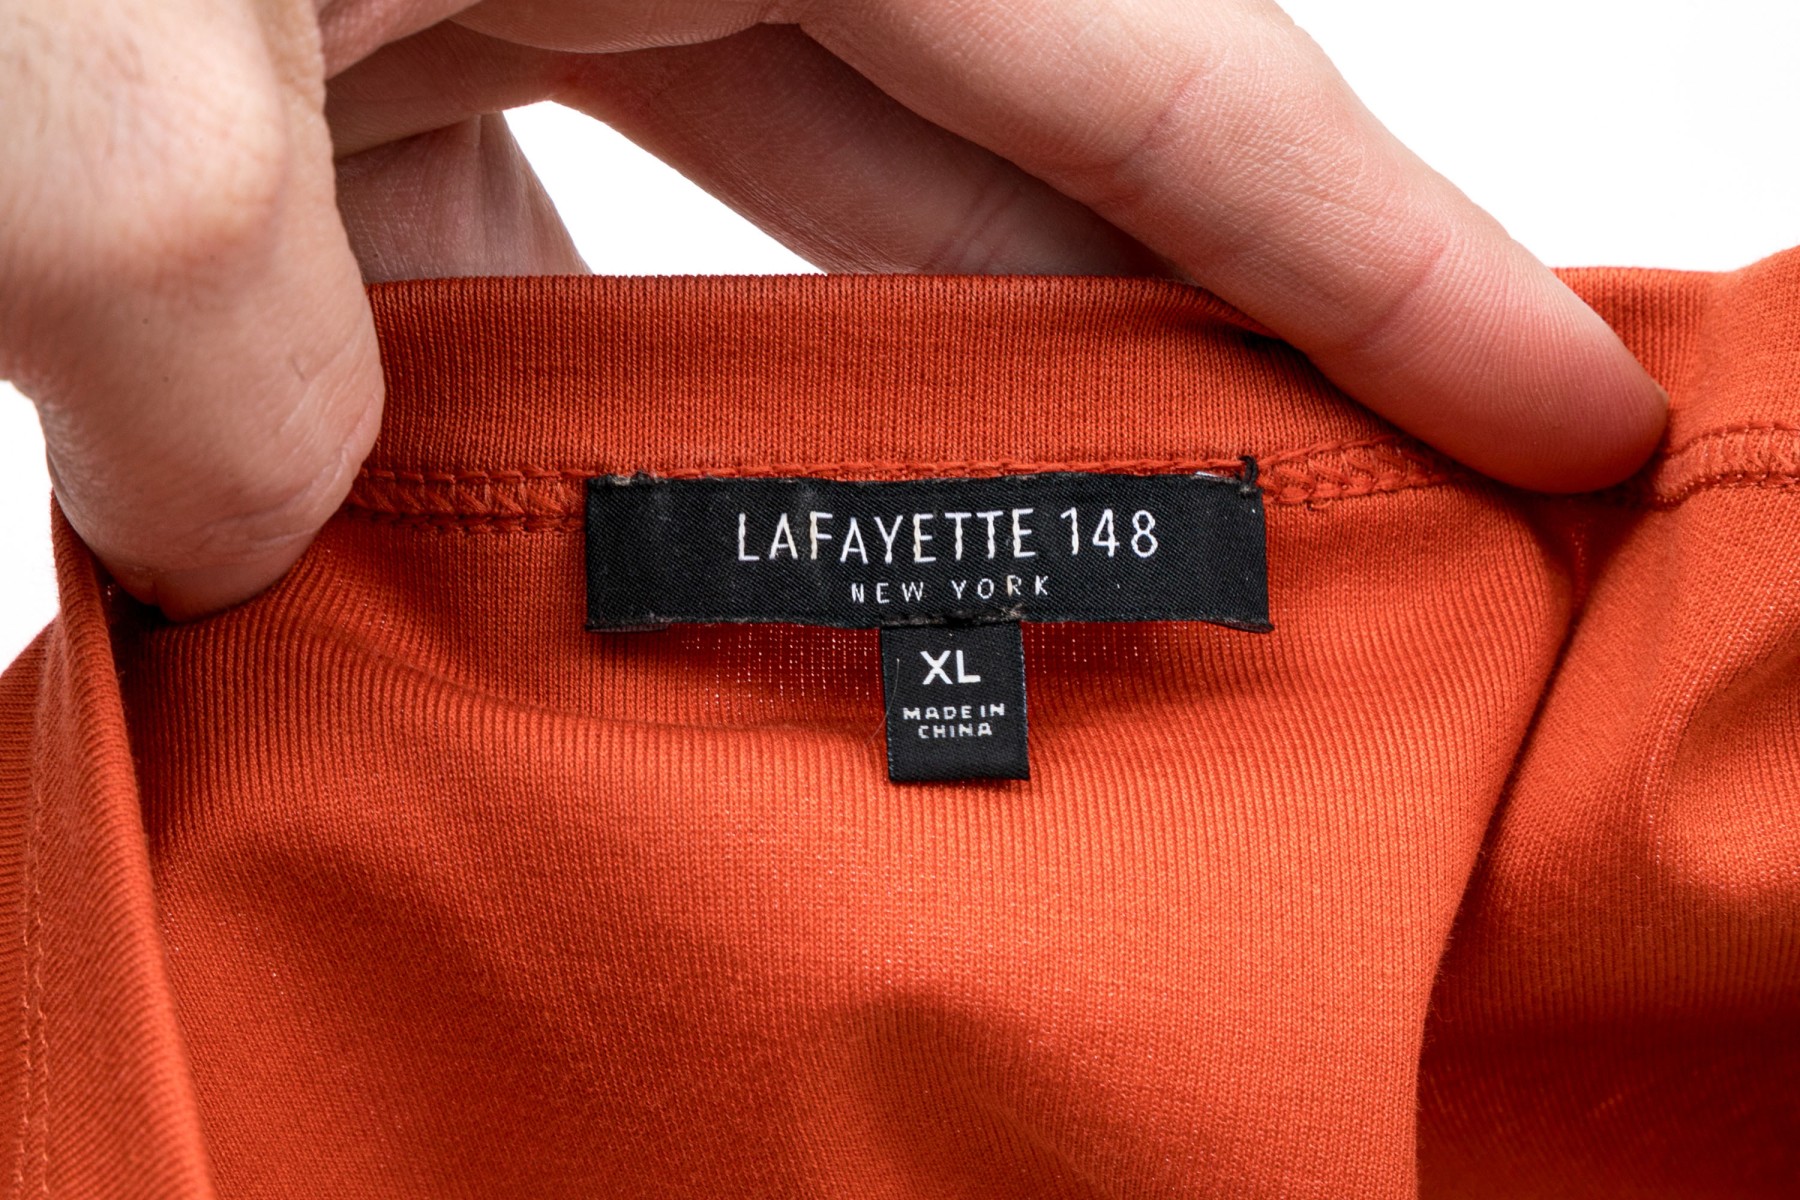 LAFAYETTE 148
NEW YORK
XL
MADE IN
CHINA